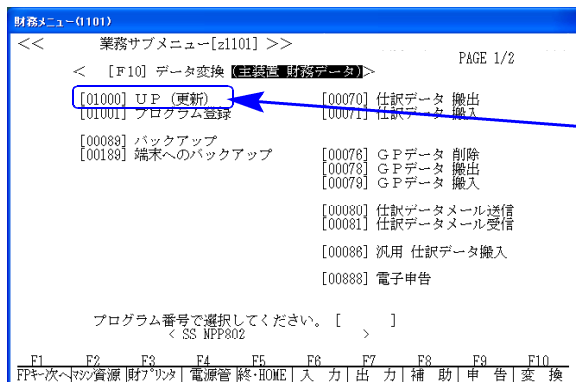 財務メニュー(1101)
<< 業務サブメニュー[z1101] >>
PAGE 1/2
< [F10] データ変換 (主装置 財務データ)>
[01000] UP (更新) [00070] 仕訳データ 搬出
[01001] プログラム登録 [00071] 仕訳データ 搬入
[00089] バックアップ
[00189] 端末へのバックアップ [00076] GPデータ 削除
[00078] GPデータ 搬出
[00079] GPデータ 搬入
[00080] 仕訳データメール送信
[00081] 仕訳データメール受信
[00086] 汎用 仕訳データ搬入
[00888] 電子申告
プログラム番号で選択してください。 [ ]
< SS NPP802 >
F1 F2 F3 F4 F5 F6 F7 F8 F9 F10
FPキー次へ|マシン資源|財プリンタ|電源管|終・HOME|入 力|出 力|補 助|申 告|変 換